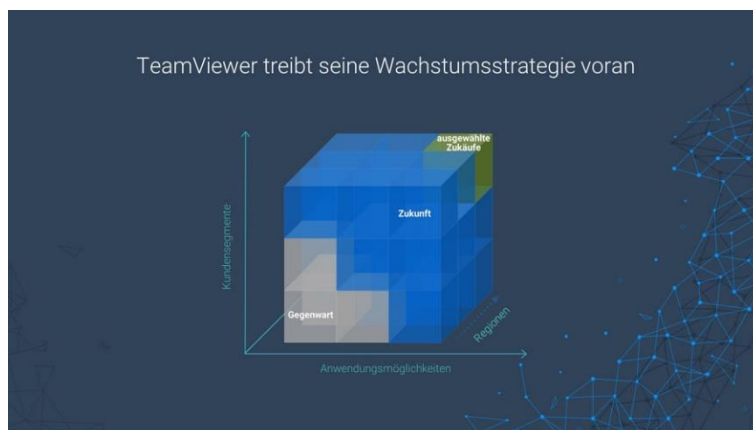 TeamViewer treibt seine Wachstumsstrategie voran
ausgewählte
Zukäufe
Zukunft
Kundensegmente
Gegenwart
Regionen
Anwendungsmöglichkeiten